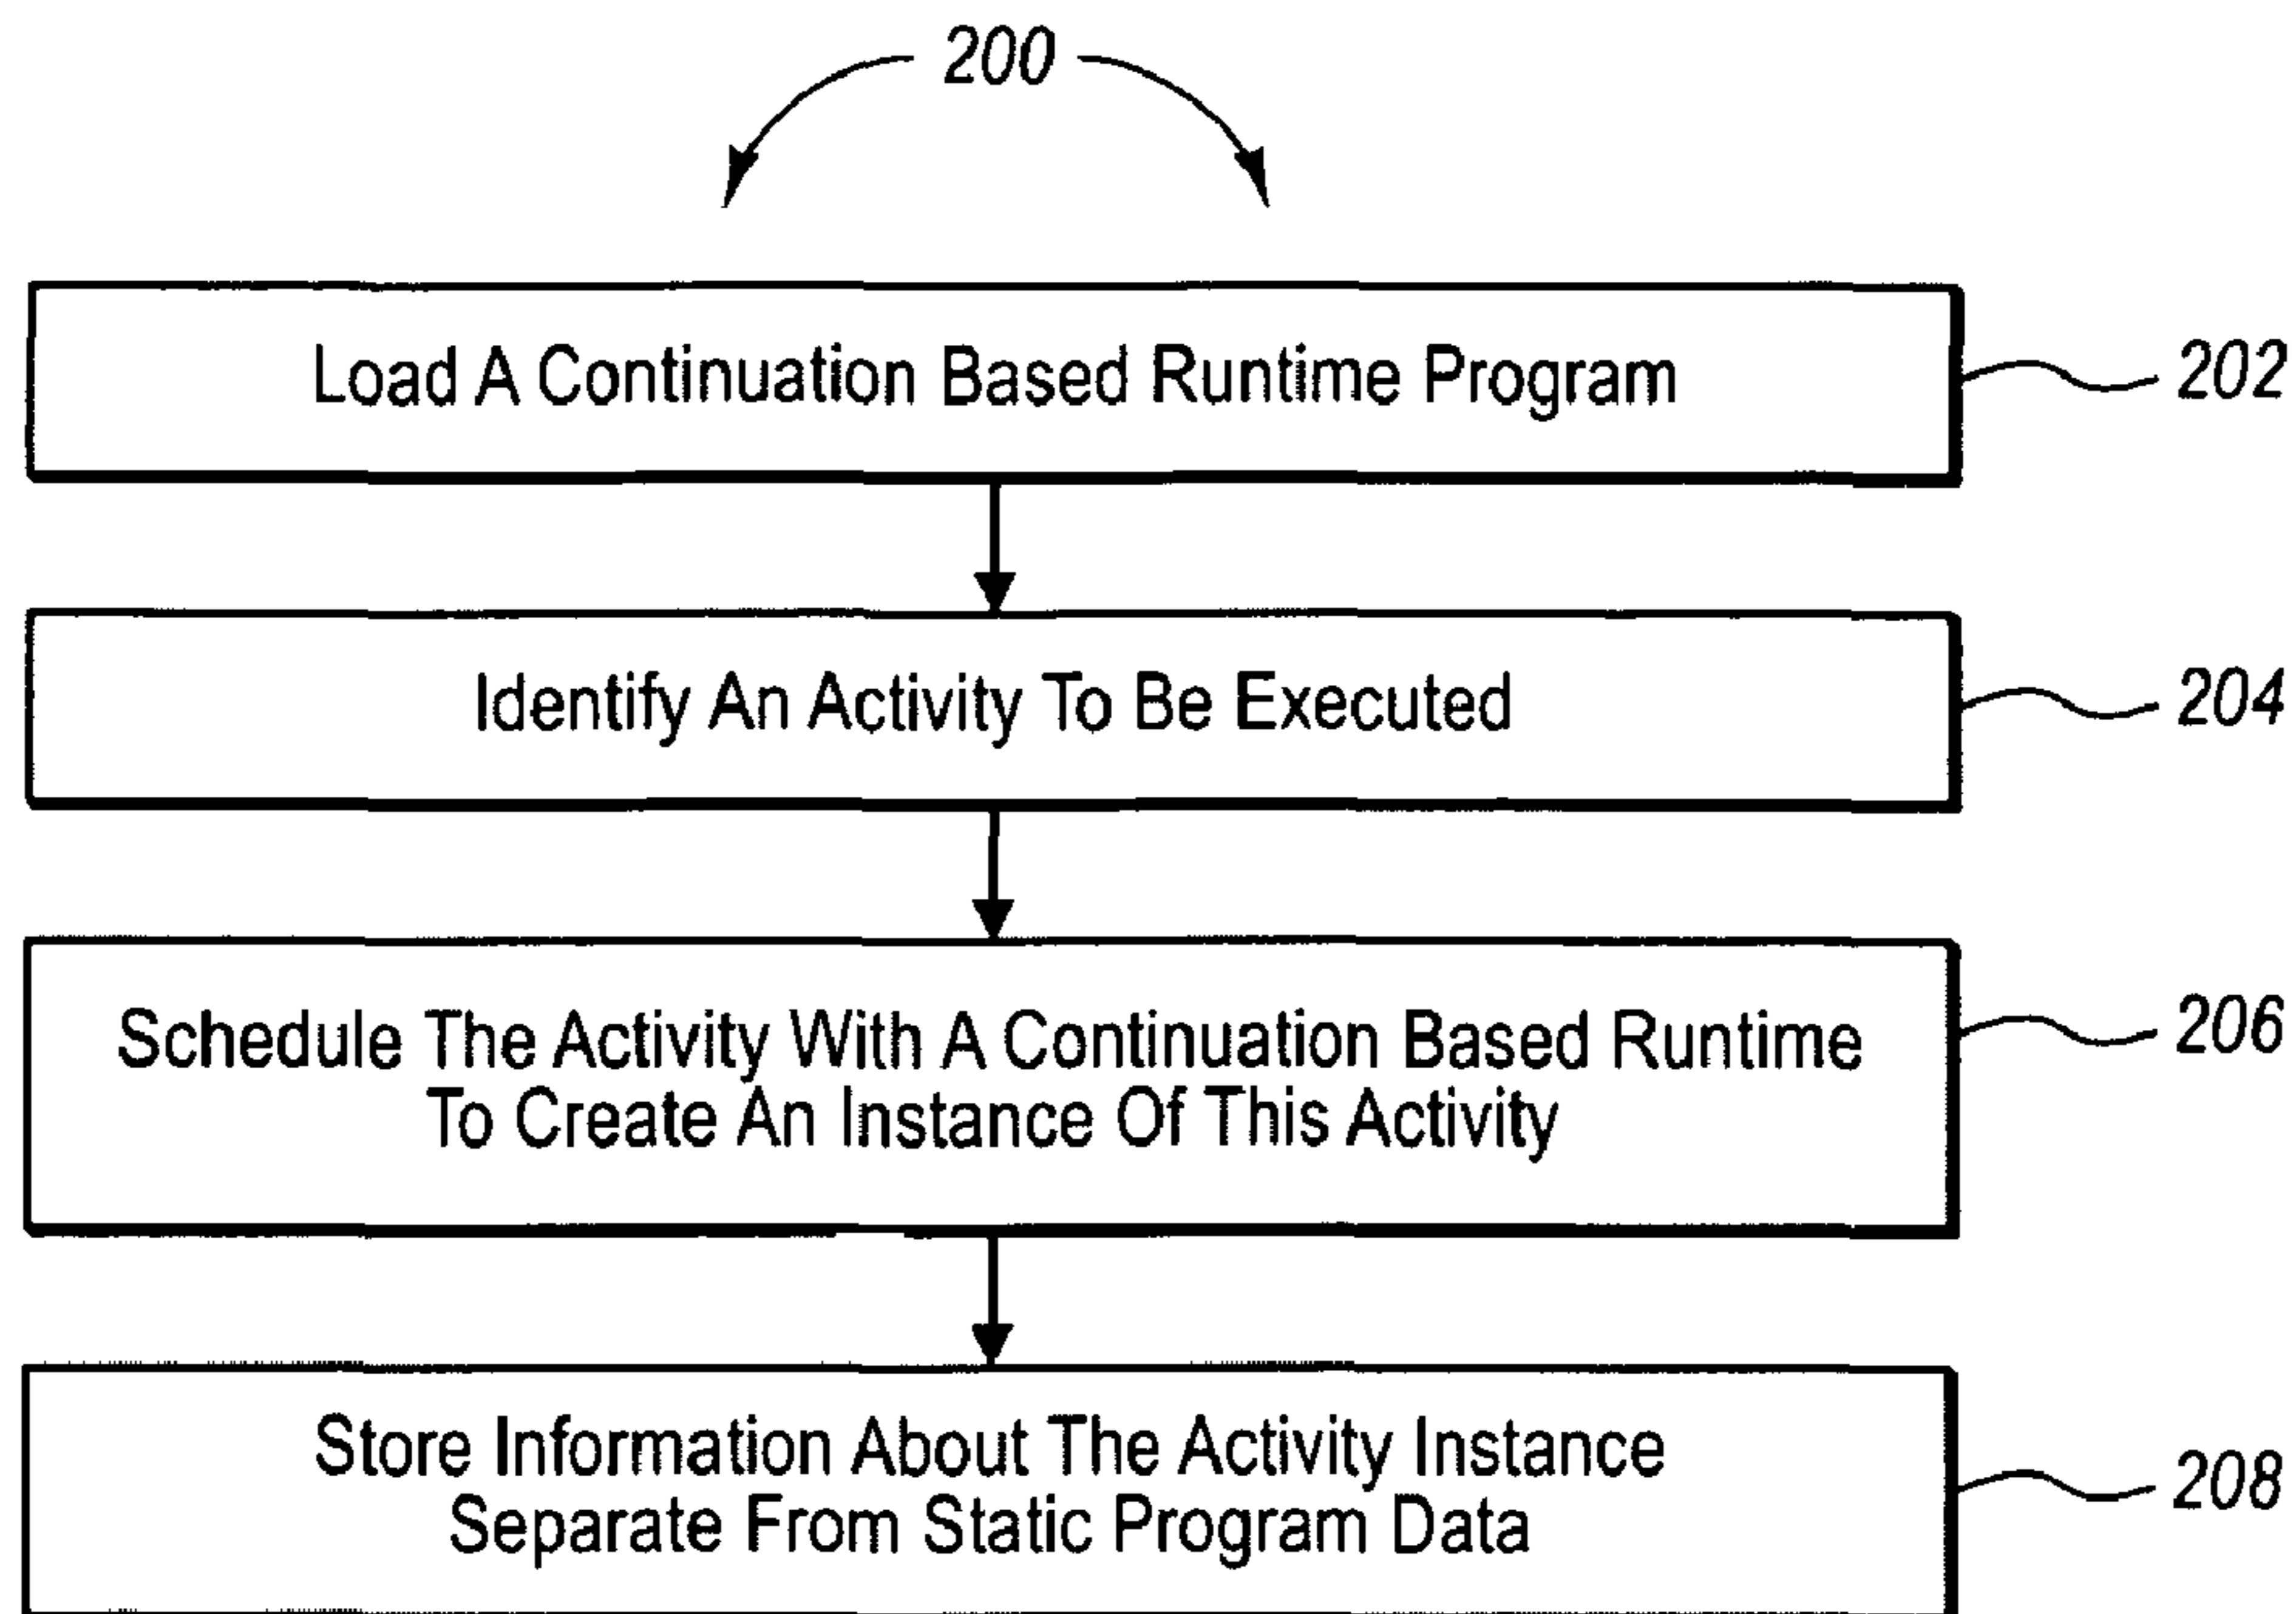 200
Load A Continuation Based Runtime Program
202
Identify An Activity To Be Executed
204
Schedule The Activity With A Continuation Based Runtime
To Create An Instance Of This Activity
206
Store Information About The Activity Instance
Separate From Static Program Data
208